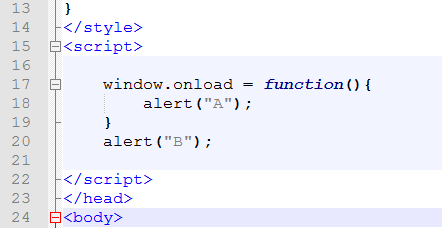 13 }
14 </style>
15 <script>
16
17 window.onload = function(){
18 alert("A");
19 }
20 alert("B");
21
22 </script>
23 </head>
24 <body>